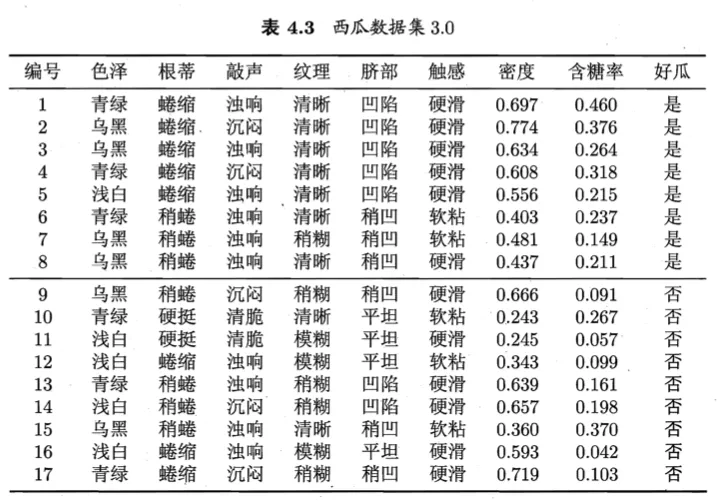 表 4.3 西瓜数据集 3.0
编号 色泽 根蒂 敲声 纹理 脐部 触感 密度 含糖率 好瓜
1 青绿 蜷缩 浊响 清晰 凹陷 硬滑 0.697 0.460 是
2 乌黑 蜷缩 沉闷 清晰 凹陷 硬滑 0.774 0.376 是
3 乌黑 蜷缩 浊响 清晰 凹陷 硬滑 0.634 0.264 是
4 青绿 蜷缩 沉闷 清晰 凹陷 硬滑 0.608 0.318 是
5 浅白 蜷缩 浊响 清晰 凹陷 硬滑 0.556 0.215 是
6 青绿 稍蜷 浊响 清晰 稍凹 软粘 0.403 0.237 是
7 乌黑 稍蜷 浊响 稍糊 稍凹 软粘 0.481 0.149 是
8 乌黑 稍蜷 浊响 清晰 稍凹 硬滑 0.437 0.211 是
9 乌黑 稍蜷 沉闷 稍糊 稍凹 硬滑 0.666 0.091 否
10 青绿 硬挺 清脆 清晰 平坦 软粘 0.243 0.267 否
11 浅白 硬挺 清脆 模糊 平坦 硬滑 0.245 0.057 否
12 浅白 蜷缩 浊响 模糊 平坦 软粘 0.343 0.099 否
13 青绿 稍蜷 浊响 稍糊 凹陷 硬滑 0.639 0.161 否
14 浅白 稍蜷 沉闷 稍糊 凹陷 硬滑 0.657 0.198 否
15 乌黑 稍蜷 浊响 清晰 稍凹 软粘 0.360 0.370 否
16 浅白 蜷缩 浊响 模糊 平坦 硬滑 0.593 0.042 否
17 青绿 蜷缩 沉闷 稍糊 稍凹 硬滑 0.719 0.103 否